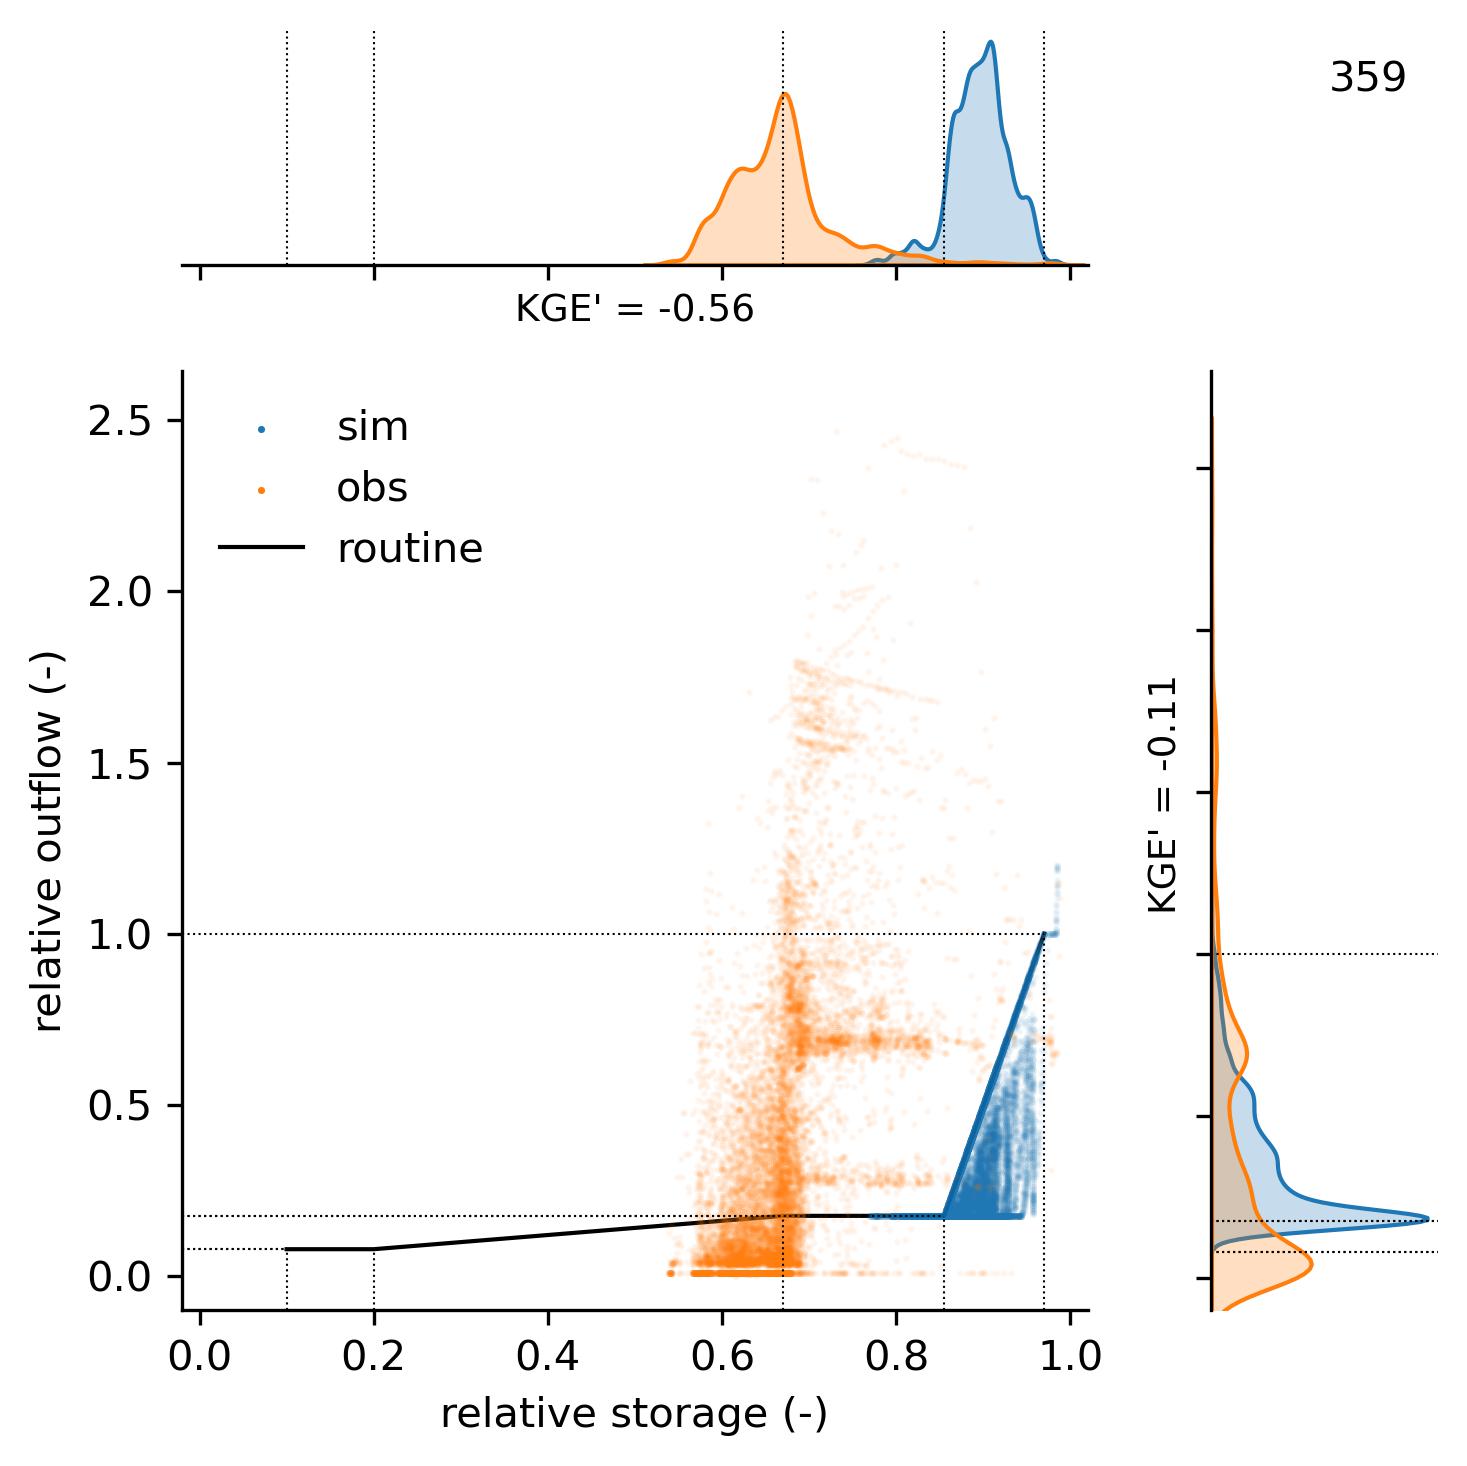 359
KGE' = -0.56
sim
obs
routine
2.5
2.0
1.5
1.0
0.5
0.0
relative outflow (-)
KGE' = -0.11
0.0 0.2 0.4 0.6 0.8 1.0
relative storage (-)